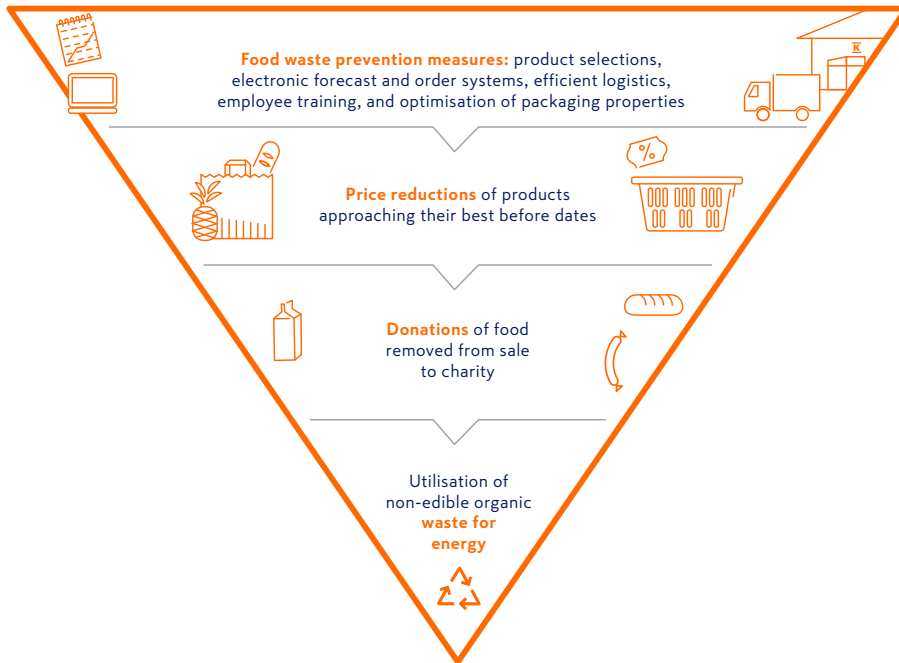 Food waste prevention measures: product selections,
electronic forecast and order systems, efficient logistics,
employee training, and optimisation of packaging properties
K
%
Price reductions of products
approaching their best before dates
Donations of food
removed from sale
to charity
Utilisation of
non-edible organic
waste for
energy